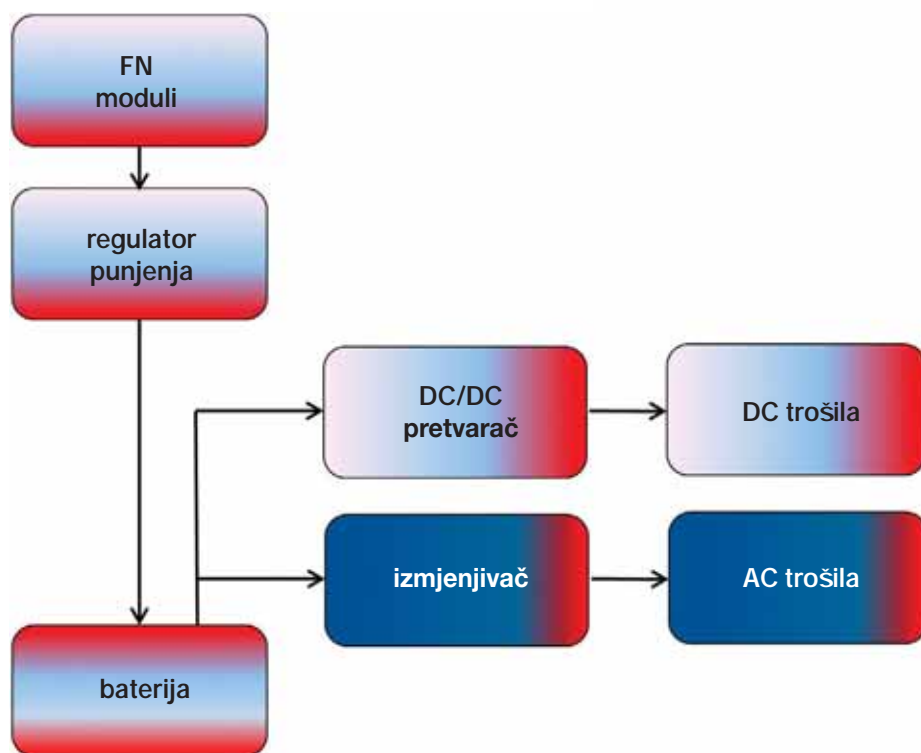 FN
moduli
regulator
punjenja
DC/DC
pretvarač
DC trošila
izmjenjivač
AC trošila
baterija